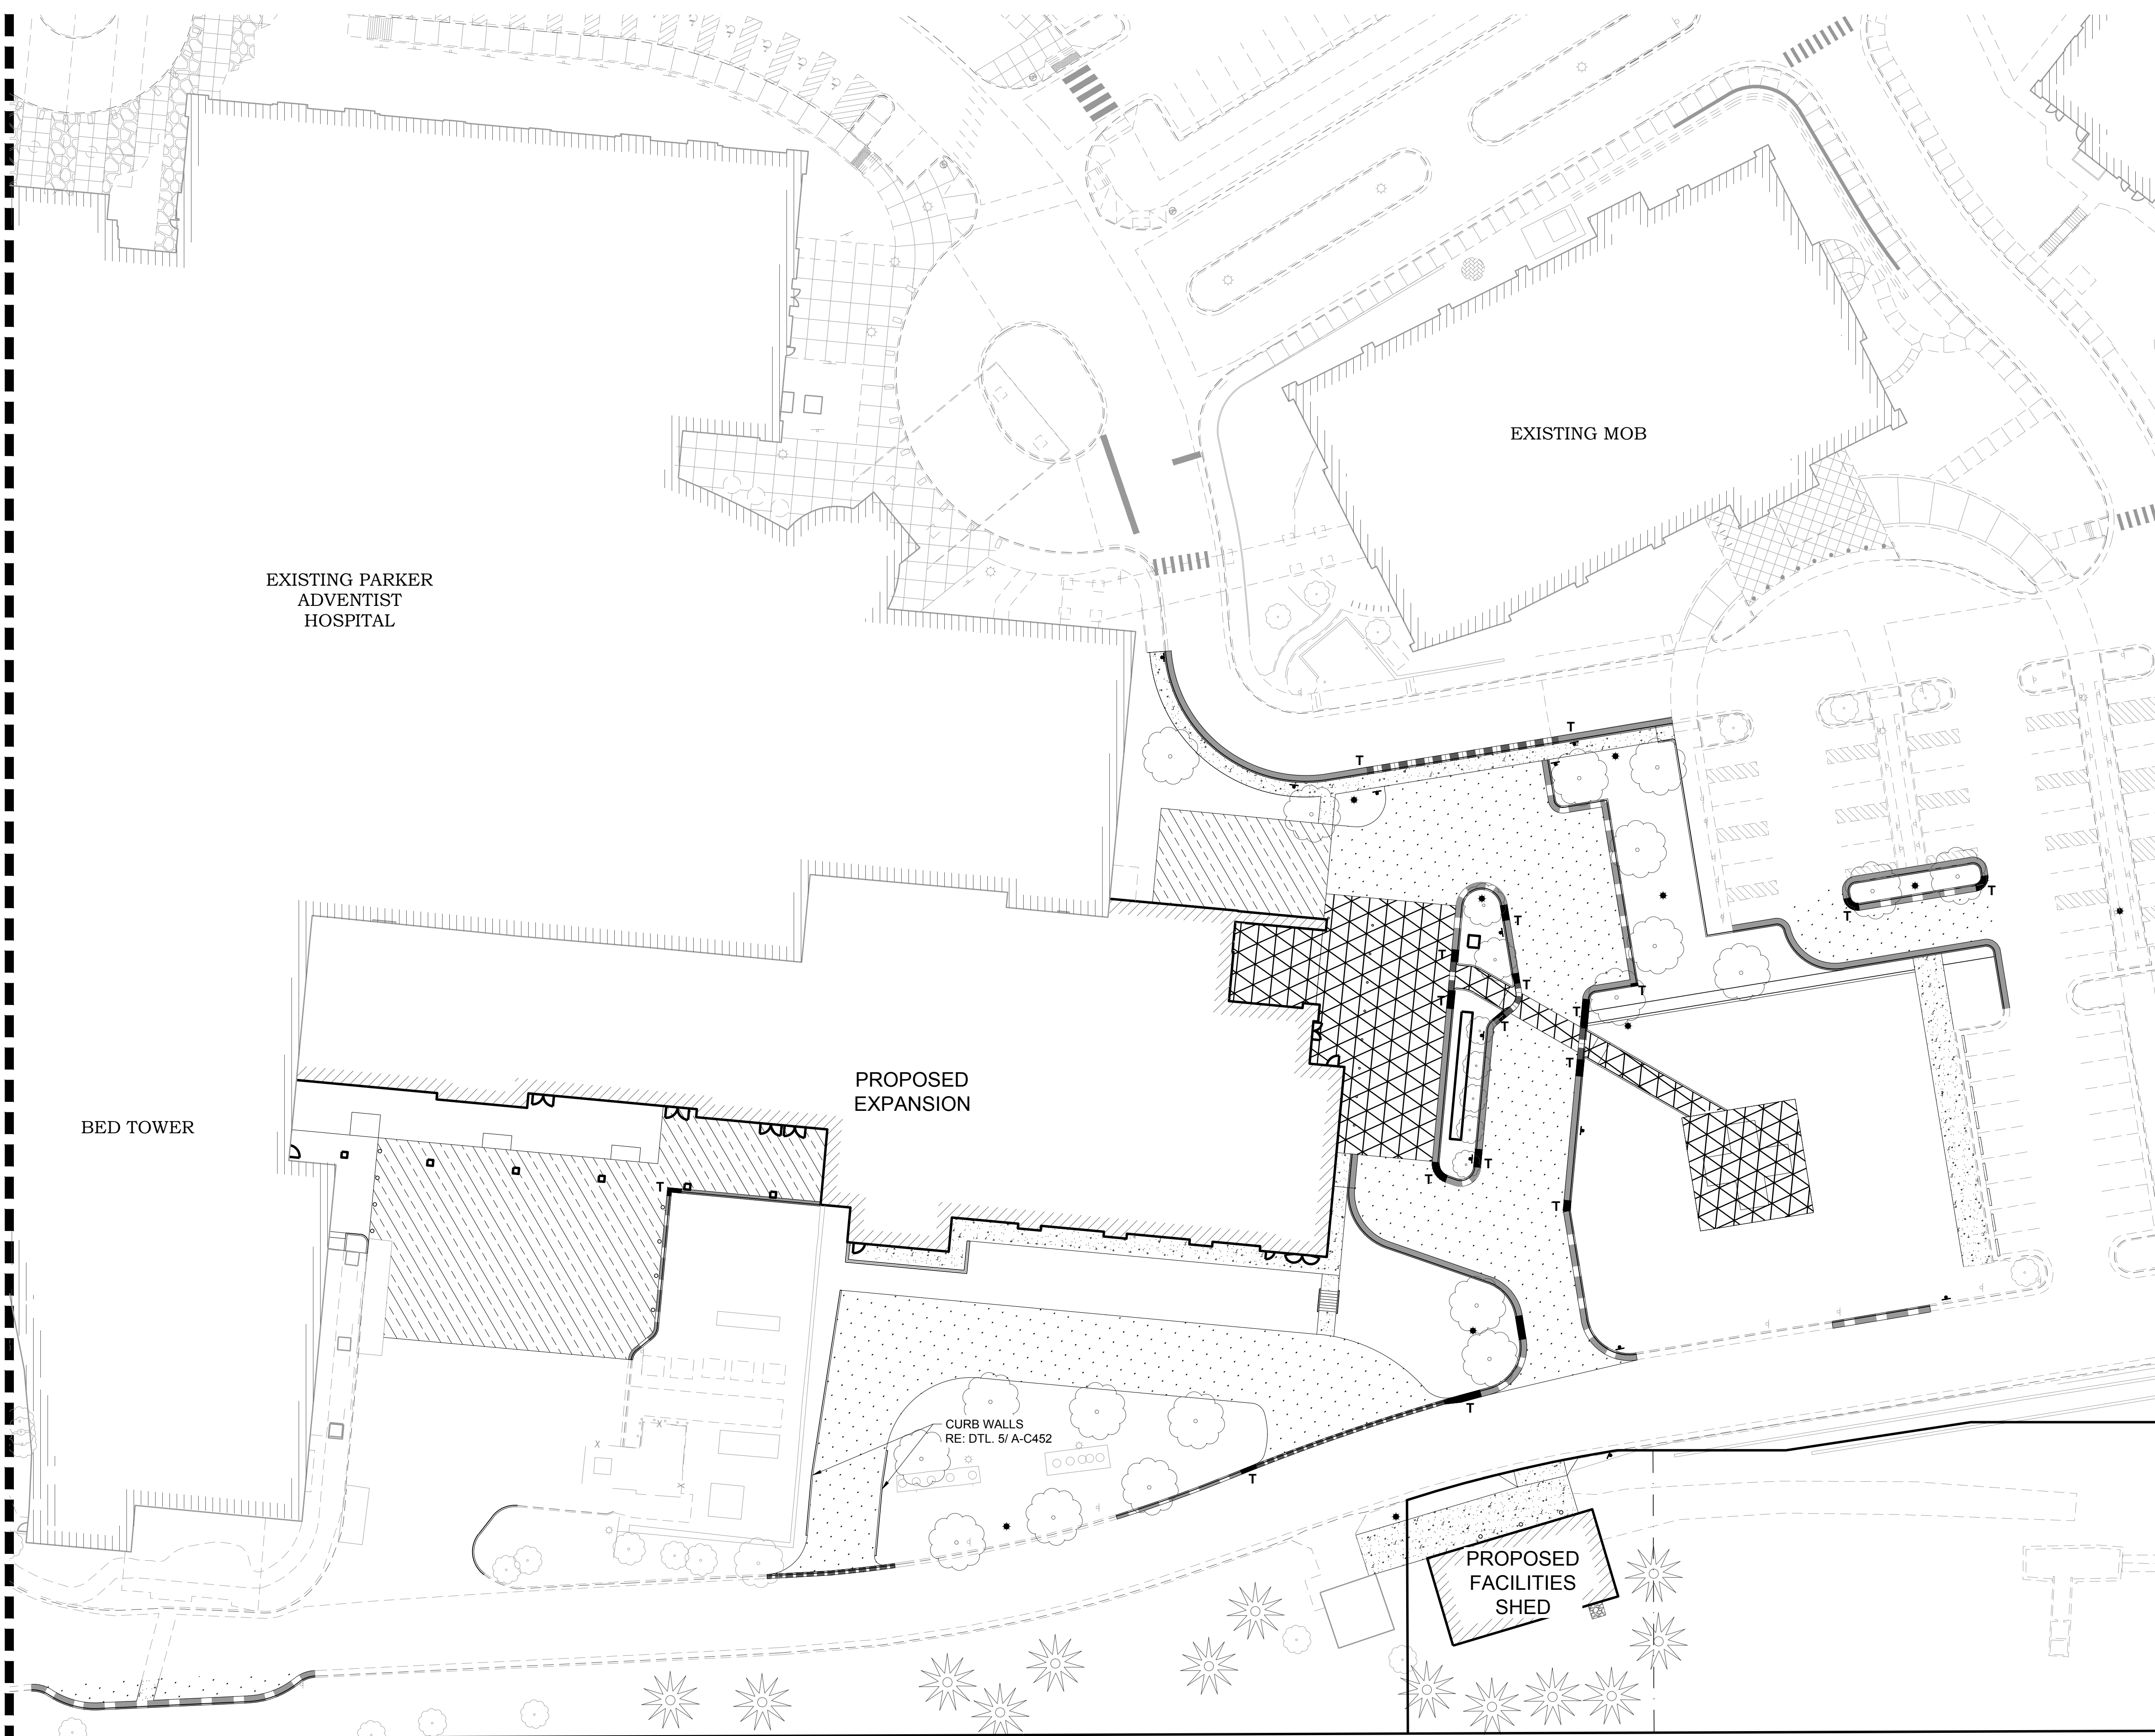 EXISTING MOB
EXISTING PARKER
ADVENTIST
HOSPITAL
T
T
T
T
T
T
T
T
T
T
T
T
T
PROPOSED
EXPANSION
BED TOWER
T
T
T
T
CURB WALLS
RE: DTL. 5/ A-C452
T
T
PROPOSED
FACILITIES
SHED